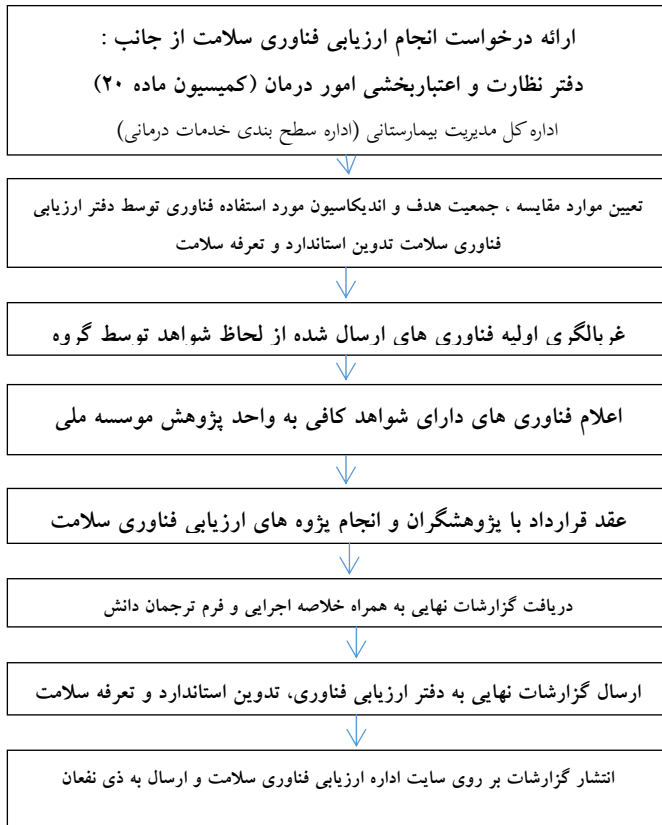 ارائه درخواست انجام ارزیابی فناوری سلامت از جانب :
دفتر نظارت و اعتباربخشی امور درمان (کمیسیون ماده ۲۰)
اداره کل مدیریت بیمارستانی (اداره سطح بندی خدمات درمانی)
تعیین موارد مقایسه ، جمعیت هدف و اندیکاسیون مورد استفاده فناوری توسط دفتر ارزیابی
فناوری سلامت تدوین استاندارد و تعرفه سلامت
غربالگری اولیه فناوری های ارسال شده از لحاظ شواهد توسط گروه
اعلام فناوری های دارای شواهد کافی به واحد پژوهش موسسه ملی
عقد قرارداد با پژوهشگران و انجام پژوه های ارزیابی فناوری سلامت
دریافت گزارشات نهایی به همراه خلاصه اجرایی و فرم ترجمان دانش
ارسال گزارشات نهایی به دفتر ارزیابی فناوری، تدوین استاندارد و تعرفه سلامت
انتشار گزارشات بر روی سایت اداره ارزیابی فناوری سلامت و ارسال به ذی نفعان